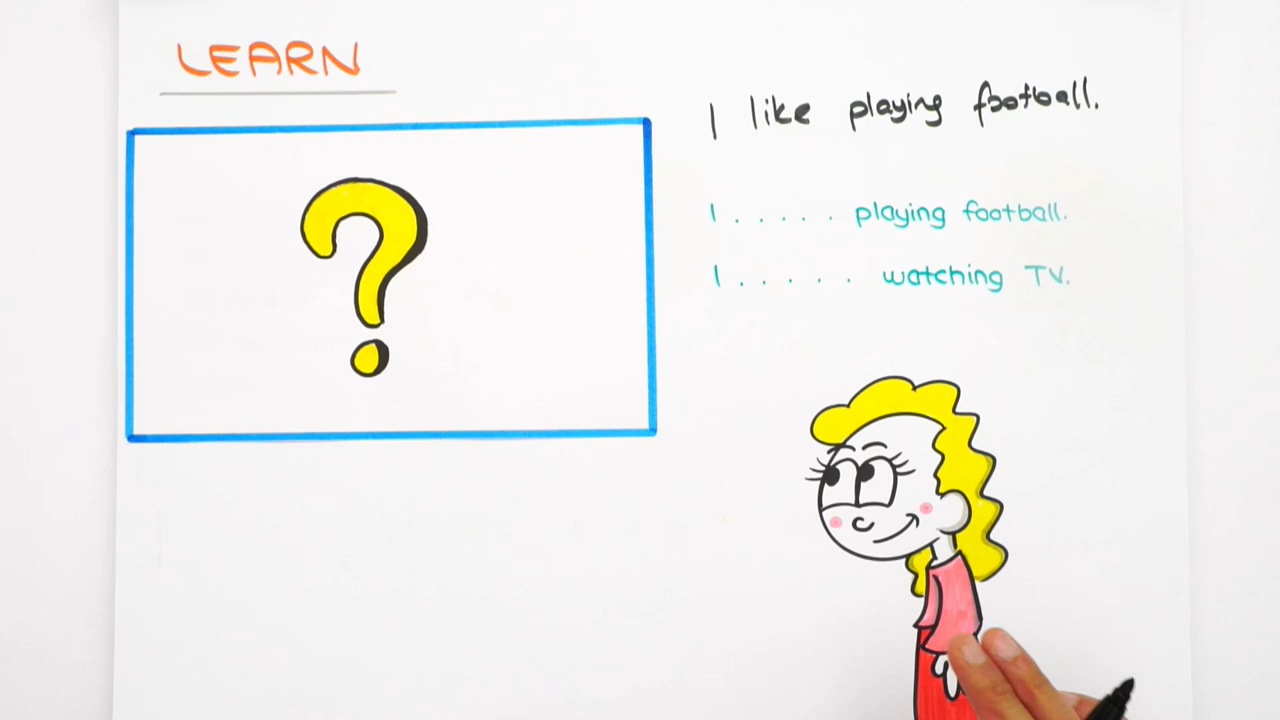 LEARN
I like playing football.
I . . . . . playing football.
I . . . . . watching TV.